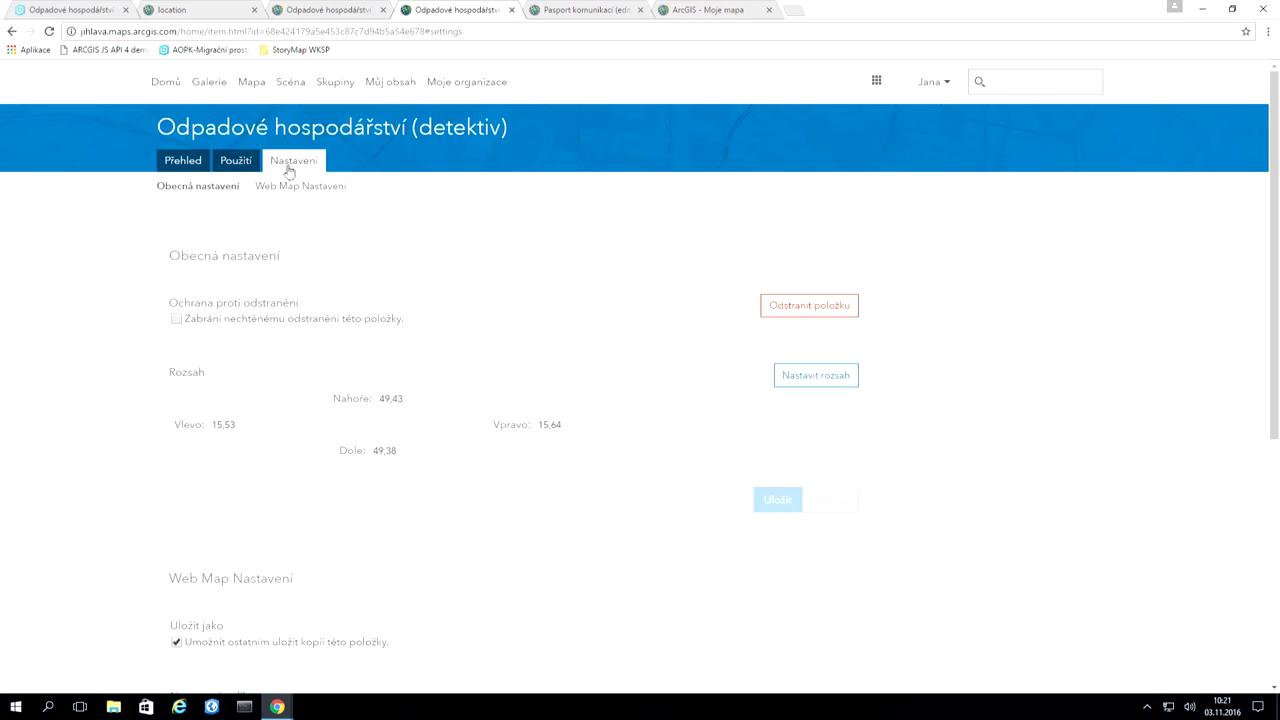 Odpadové hospodářství
location
Odpadové hospodářství
Odpadové hospodářství
Pasport komunikací (edi
ArcGIS - Moje mapa
jihlava.maps.arcgis.com/home/item.html?id=68e424179a5e453c87c7d94b5a54e678#settings
Aplikace
ARCGIS JS API 4 dem
AOPK-Migrační prost
StoryMap WKSP
Domů Galerie Mapa Scéna Skupiny Můj obsah Moje organizace
Jana
Odpadové hospodářství (detektiv)
Přehled Použití Nastavení
Obecná nastavení Web Map Nastavení
Obecná nastavení
Ochrana proti odstranění
Odstranit položku
Zabrání nechtěnému odstranění této položky.
Rozsah
Nastavit rozsah
Nahoře: 49,43
Vlevo: 15,53
Vpravo: 15,64
Dole: 49,38
Uložit
Web Map Nastavení
Uložit jako
Umožnit ostatním uložit kopii této položky.
10:21
03.11.2016